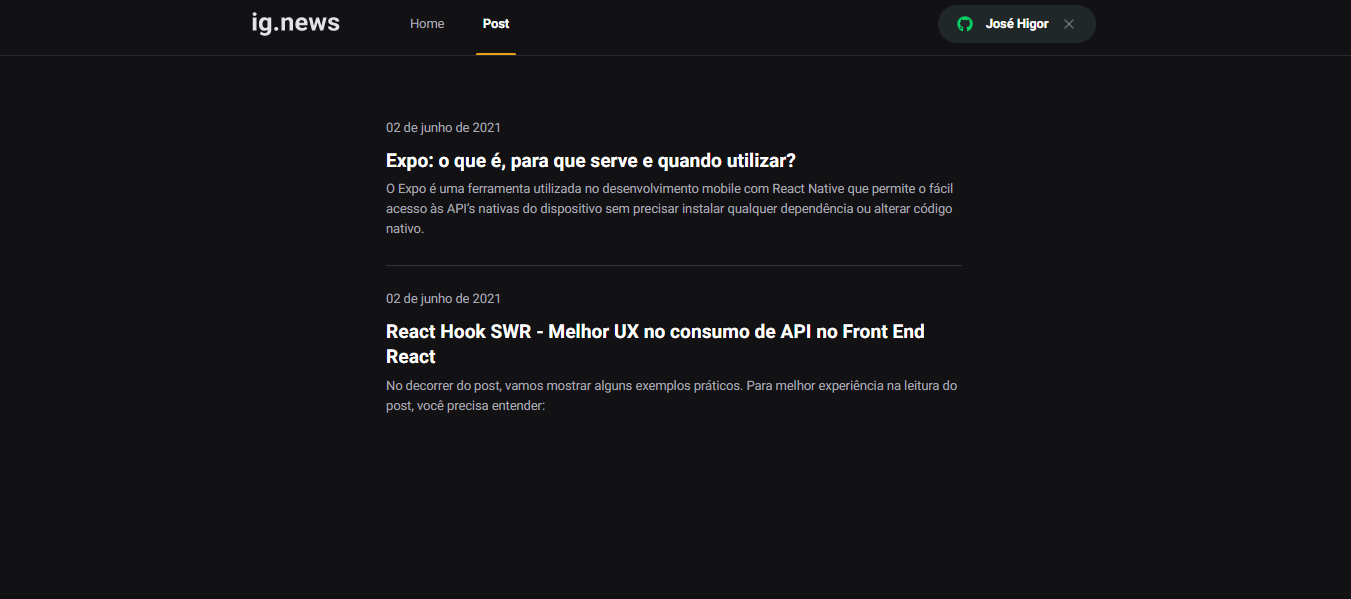 ig.news
Home
Post
José Higor
02 de junho de 2021
Expo: o que é, para que serve e quando utilizar?
O Expo é uma ferramenta utilizada no desenvolvimento mobile com React Native que permite o fácil
acesso às API's nativas do dispositivo sem precisar instalar qualquer dependência ou alterar código
nativo.
02 de junho de 2021
React Hook SWR - Melhor UX no consumo de API no Front End
React
No decorrer do post, vamos mostrar alguns exemplos práticos. Para melhor experiência na leitura do
post, você precisa entender: